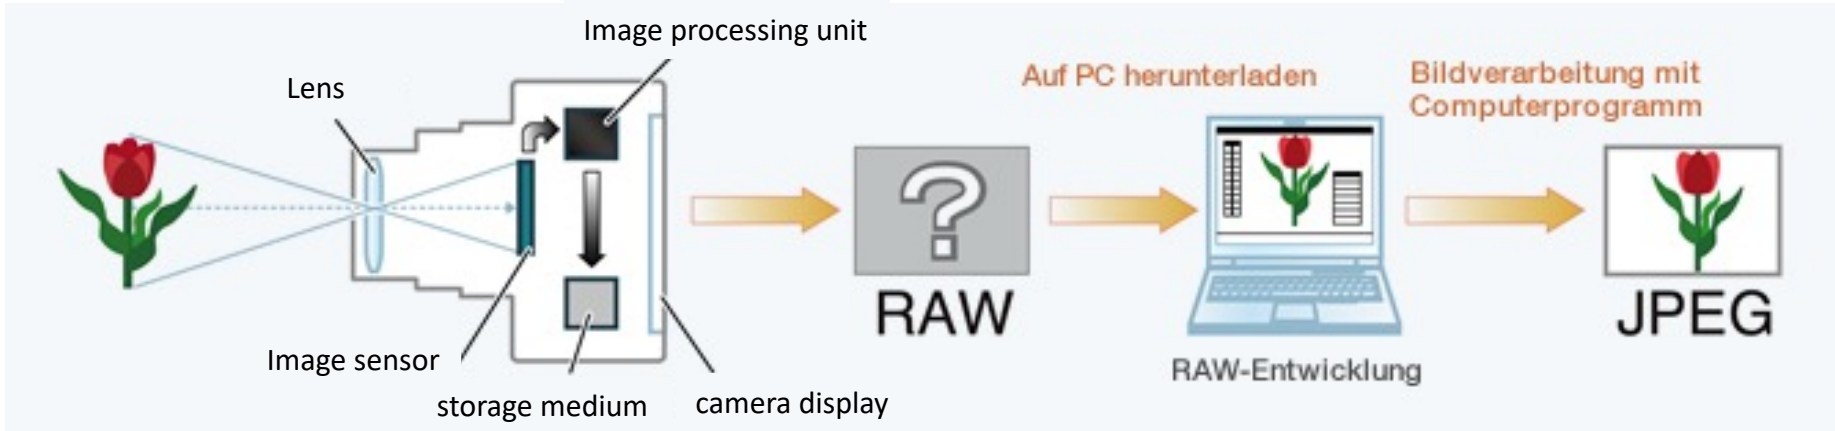 Image processing unit
Lens
Auf PC herunterladen
Bildverarbeitung mit
Computerprogramm
?
RAW
JPEG
Image sensor
RAW-Entwicklung
storage medium
camera display